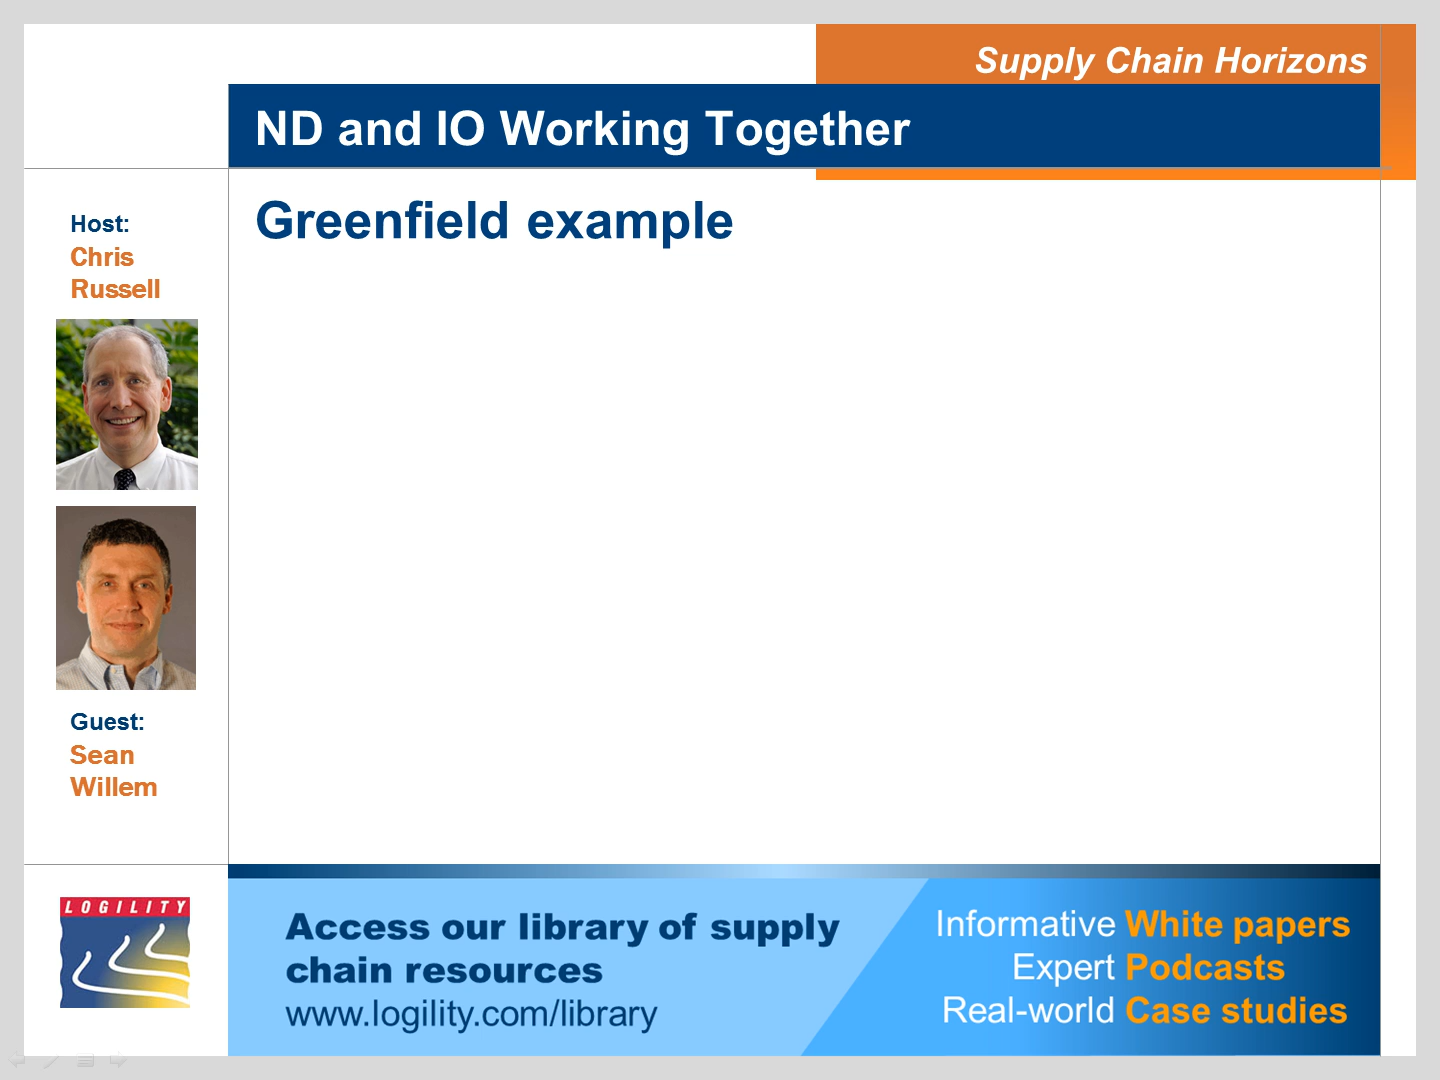 Supply Chain Horizons
ND and IO Working Together
Greenfield example
Host:
Chris
Russell
Guest:
Sean
Willem
LOGILITY
Access our library of supply
chain resources
www.logility.com/library
Informative White papers
Expert Podcasts
Real-world Case studies